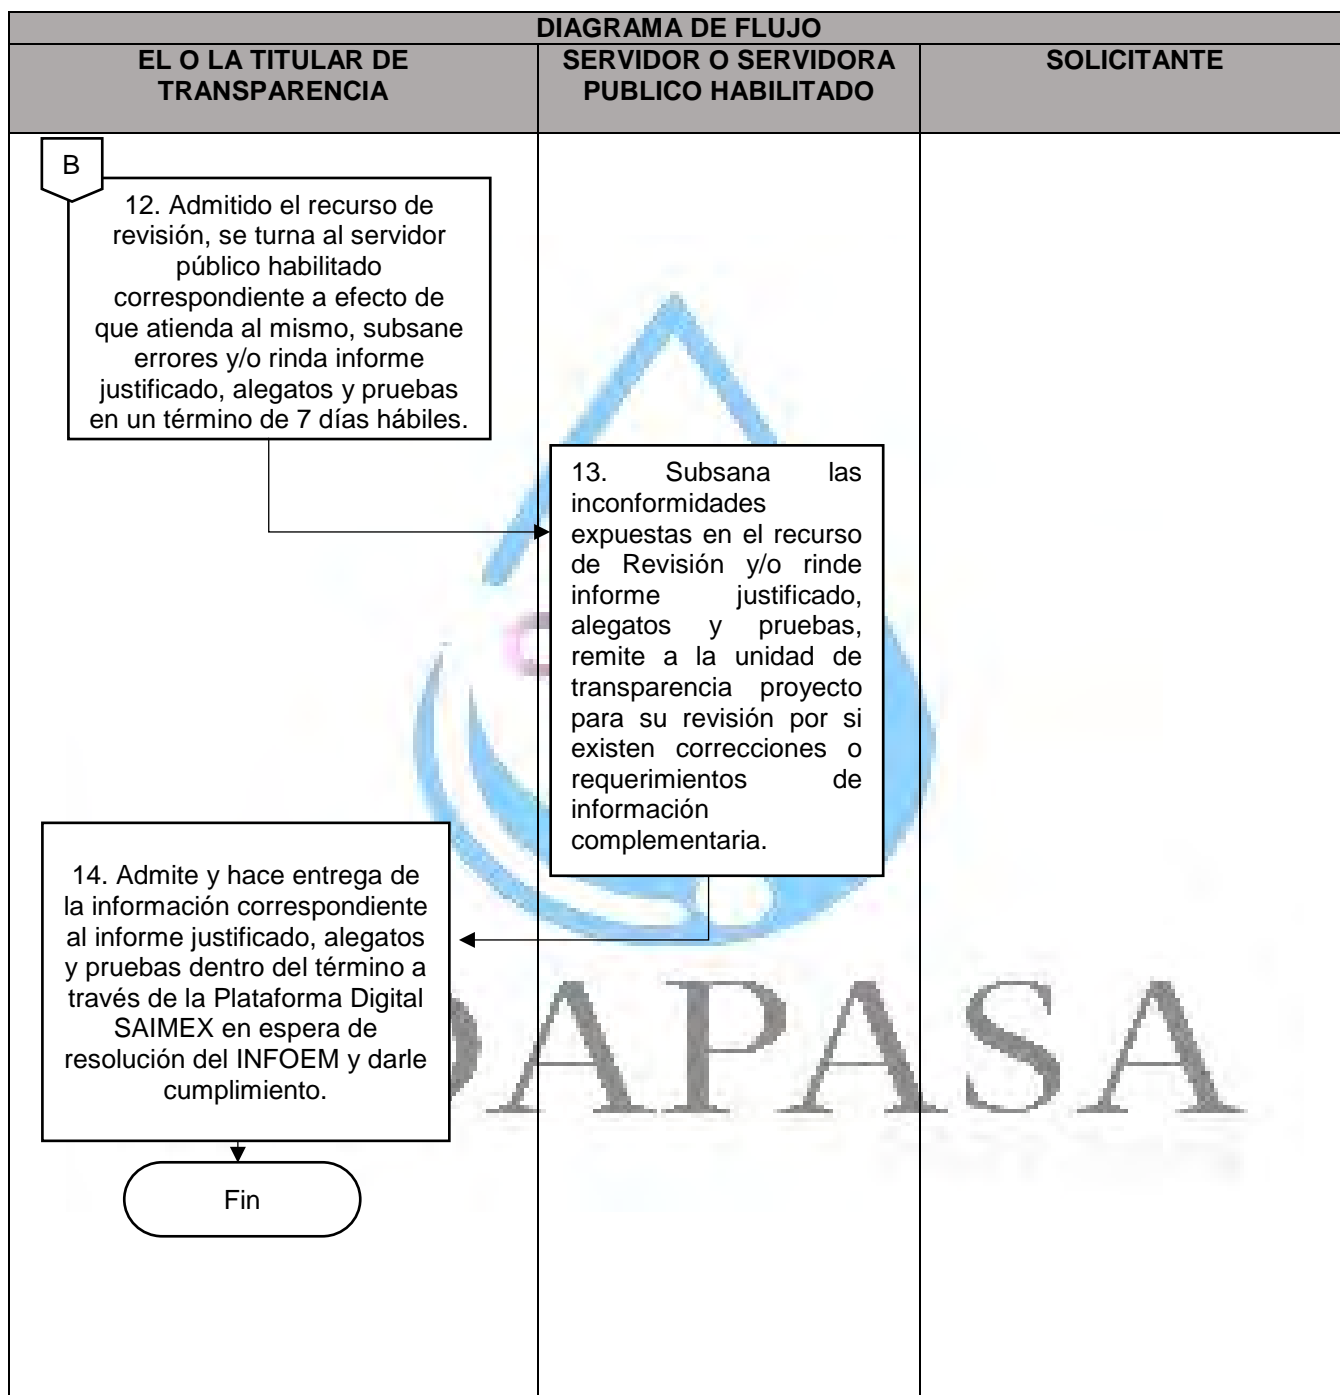 DIAGRAMA DE FLUJO
EL O LA TITULAR DE
TRANSPARENCIA
SERVIDOR O SERVIDORA
PUBLICO HABILITADO
SOLICITANTE
B
12. Admitido el recurso de
revisión, se turna al servidor
público habilitado
correspondiente a efecto de
que atienda al mismo, subsane
errores y/o rinda informe
justificado, alegatos y pruebas
en un término de 7 días hábiles.
13. Subsana las
inconformidades
expuestas en el recurso
de Revisión y/o rinde
informe justificado,
alegatos y pruebas,
remite a la unidad de
transparencia proyecto
para su revisión por si
existen correcciones o
requerimientos de
información
complementaria.
14. Admite y hace entrega de
la información correspondiente
al informe justificado, alegatos
y pruebas dentro del término a
través de la Plataforma Digital
SAIMEX en espera de
resolución del INFOEM y darle
cumplimiento.
Fin